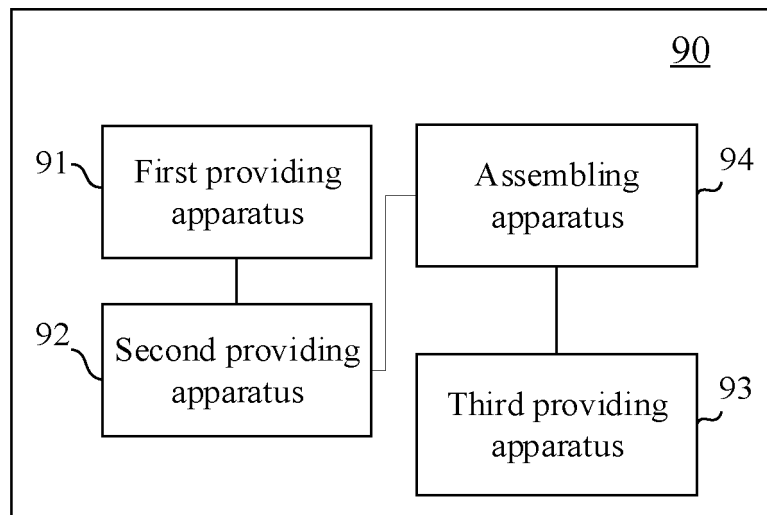 90
91
First providing
apparatus
92
Second providing
apparatus
Assembling
apparatus
94
Third providing
apparatus
93